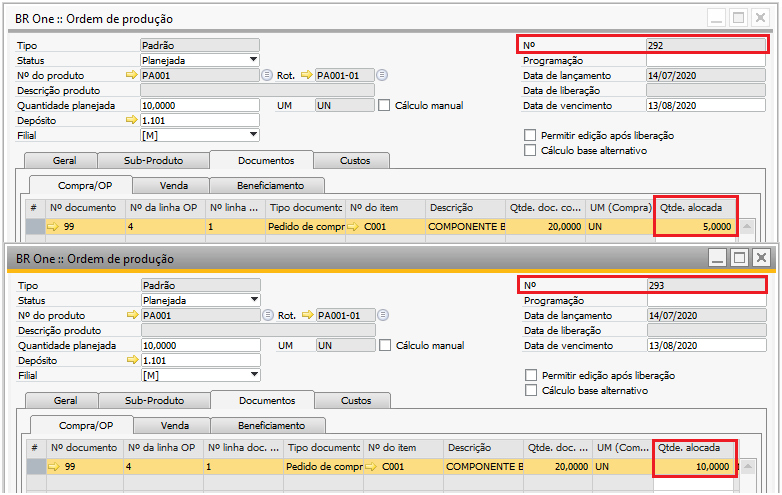 BR One :: Ordem de produção
Tipo Padrão Nº 292
Status Planejada Programação
Nº do produto PA001 Rot. PA001-01 Data de lançamento 14/07/2020
Descrição produto Data de liberação
Quantidade planejada 10,0000 UM UN Cálculo manual Data de vencimento 13/08/2020
Depósito 1.101
Filial [M] Permitir edição após liberação
Cálculo base alternativo
Geral Sub-Produto Documentos Custos
Compra/OP Venda Beneficiamento
# Nº documento Nº da linha OP Nº linha ... Tipo documento Nº do item Descrição Qtde. doc. co... UM (Compra) Qtde. alocada
99 4 1 Pedido de compr C001 COMPONENTE B 20,0000 UN 5,0000
BR One :: Ordem de produção
Tipo Padrão Nº 293
Status Planejada Programação
Nº do produto PA001 Rot. PA001-01 Data de lançamento 14/07/2020
Descrição produto Data de liberação
Quantidade planejada 10,0000 UM UN Cálculo manual Data de vencimento 13/08/2020
Depósito 1.101
Filial [M] Permitir edição após liberação
Cálculo base alternativo
Geral Sub-Produto Documentos Custos
Compra/OP Venda Beneficiamento
# Nº documento Nº da linha OP Nº linha doc. ... Tipo documento Nº do item Descrição Qtde. doc. ... UM (Com... Qtde. alocada
99 4 1 Pedido de compr C001 COMPONENTE B 20,0000 UN 10,0000